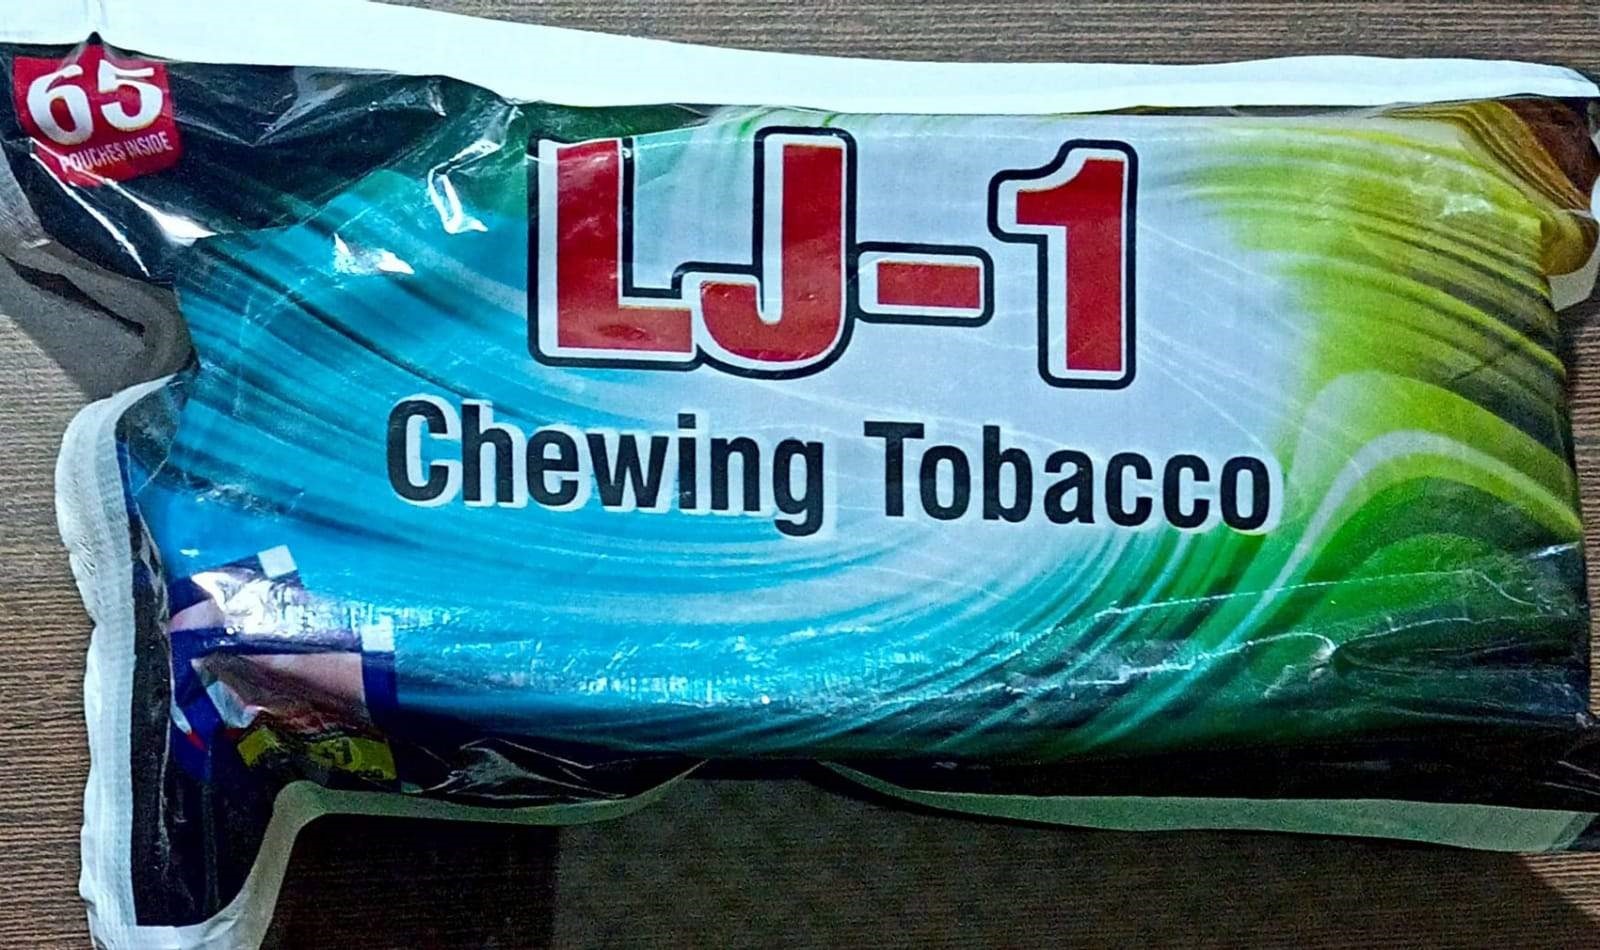 65
POUCHES INSIDE
LJ-1
Chewing Tobacco